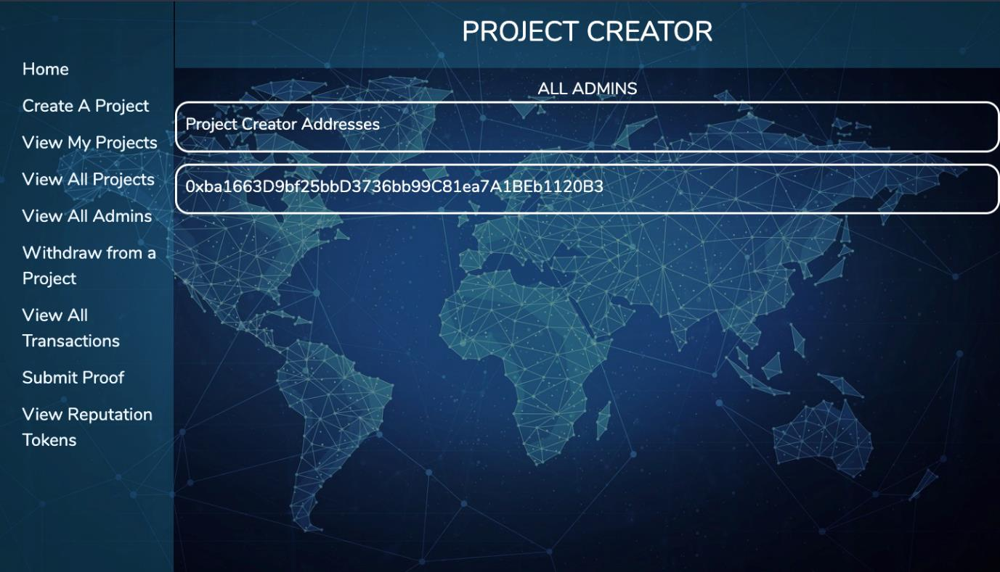 PROJECT CREATOR
Home
Create A Project
View My Projects
View All Projects
View All Admins
Withdraw from a
Project
View All
Transactions
Submit Proof
View Reputation
Tokens
ALL ADMINS
Project Creator Addresses
0xba1663D9bf25bbD3736bb99C81ea7A1BEb1120B3